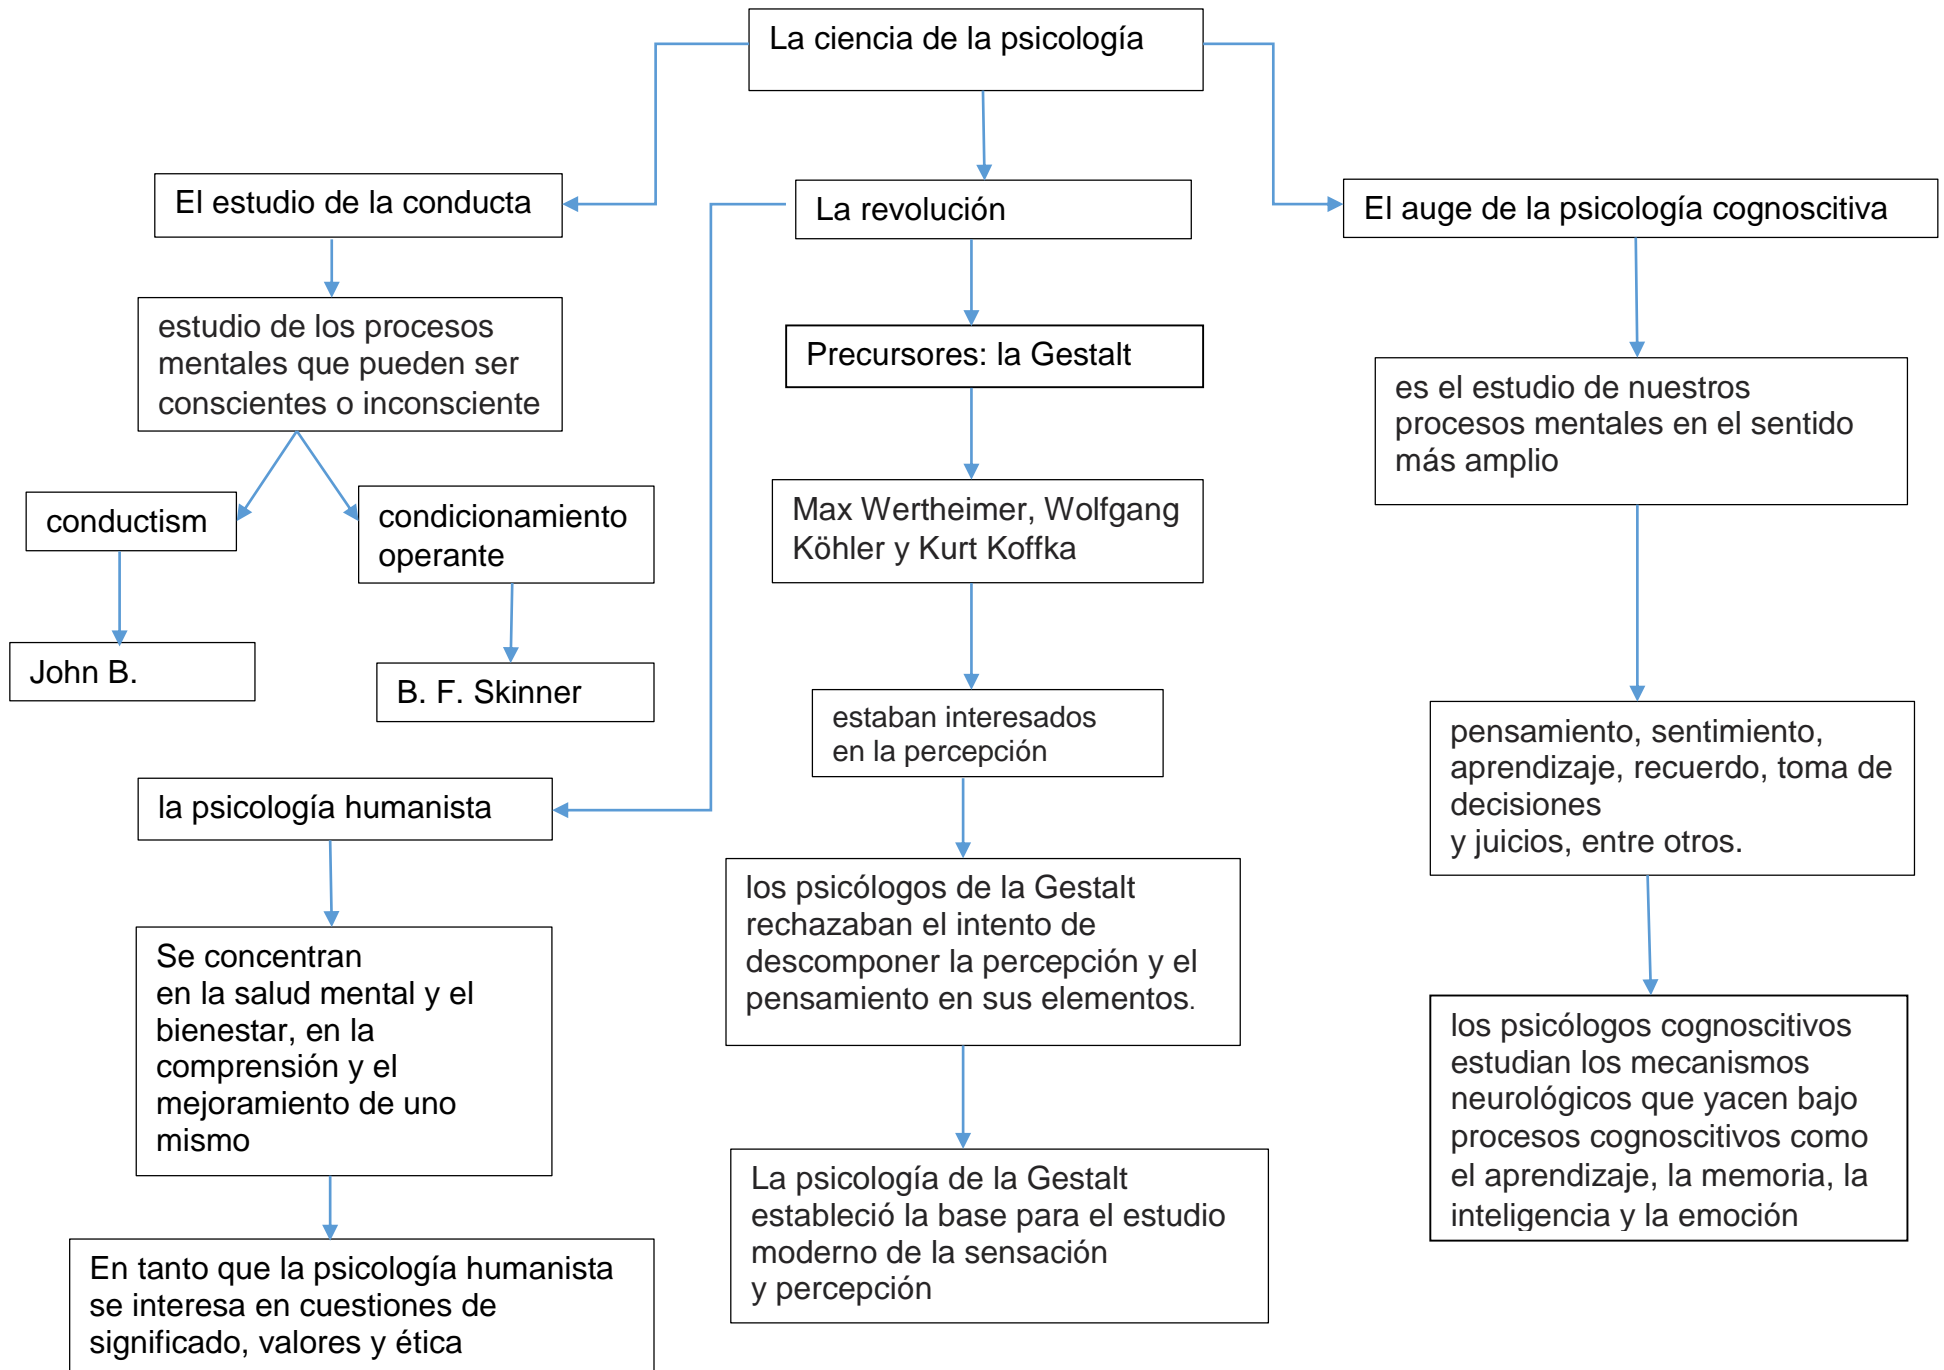 La ciencia de la psicología
El estudio de la conducta
La revolución
El auge de la psicología cognoscitiva
estudio de los procesos
mentales que pueden ser
conscientes o inconsciente
conductism
condicionamiento
operante
John B.
B. F. Skinner
Precursores: la Gestalt
Max Wertheimer, Wolfgang
Köhler y Kurt Koffka
estaban interesados
en la percepción
los psicólogos de la Gestalt
rechazaban el intento de
descomponer la percepción y el
pensamiento en sus elementos.
La psicología de la Gestalt
estableció la base para el estudio
moderno de la sensación
y percepción
la psicología humanista
Se concentran
en la salud mental y el
bienestar, en la
comprensión y el
mejoramiento de uno
mismo
En tanto que la psicología humanista
se interesa en cuestiones de
significado, valores y ética
es el estudio de nuestros
procesos mentales en el sentido
más amplio
pensamiento, sentimiento,
aprendizaje, recuerdo, toma de
decisiones
y juicios, entre otros.
los psicólogos cognoscitivos
estudian los mecanismos
neurológicos que yacen bajo
procesos cognoscitivos como
el aprendizaje, la memoria, la
inteligencia y la emoción